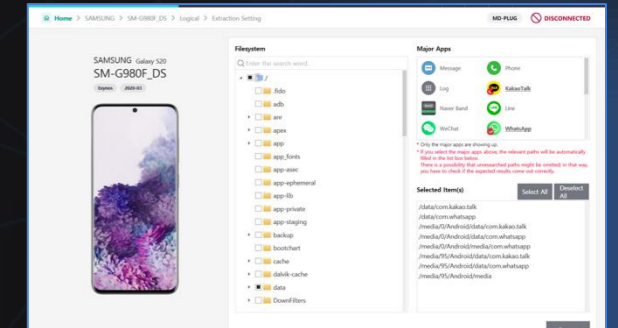 Home > SAMSUNG > SM-G980F_DS > Logical > Extraction Setting
MD-PLUG
DISCONNECTED
SAMSUNG Galaxy S20
SM-G980F_DS
Exynos
2020-03
Filesystem
Enter the search word.
/
.fido
adb
anr
apex
app
app_fonts
app-asec
app-ephemeral
app-lib
app-private
app-staging
backup
bootchart
cache
dalvik-cache
data
DownFilters
Major Apps
Message
Phone
Log
KakaoTalk
Naver Band
Line
WeChat
WhatsApp
* Only the major apps are showing up.
* If you select the major apps above, the relevant paths will be automatically
filled in the list box below.
There is a possibility that unresearched paths might be omitted; in that way,
you have to check if the expected results come out correctly.
Selected Item(s)
Select All
Deselect
All
/data/com.kakao.talk
/data/com.whatsapp
/media/0/Android/data/com.kakao.talk
/media/0/Android/data/com.whatsapp
/media/0/Android/media/com.whatsapp
/media/95/Android/data/com.kakao.talk
/media/95/Android/data/com.whatsapp
/media/95/Android/media